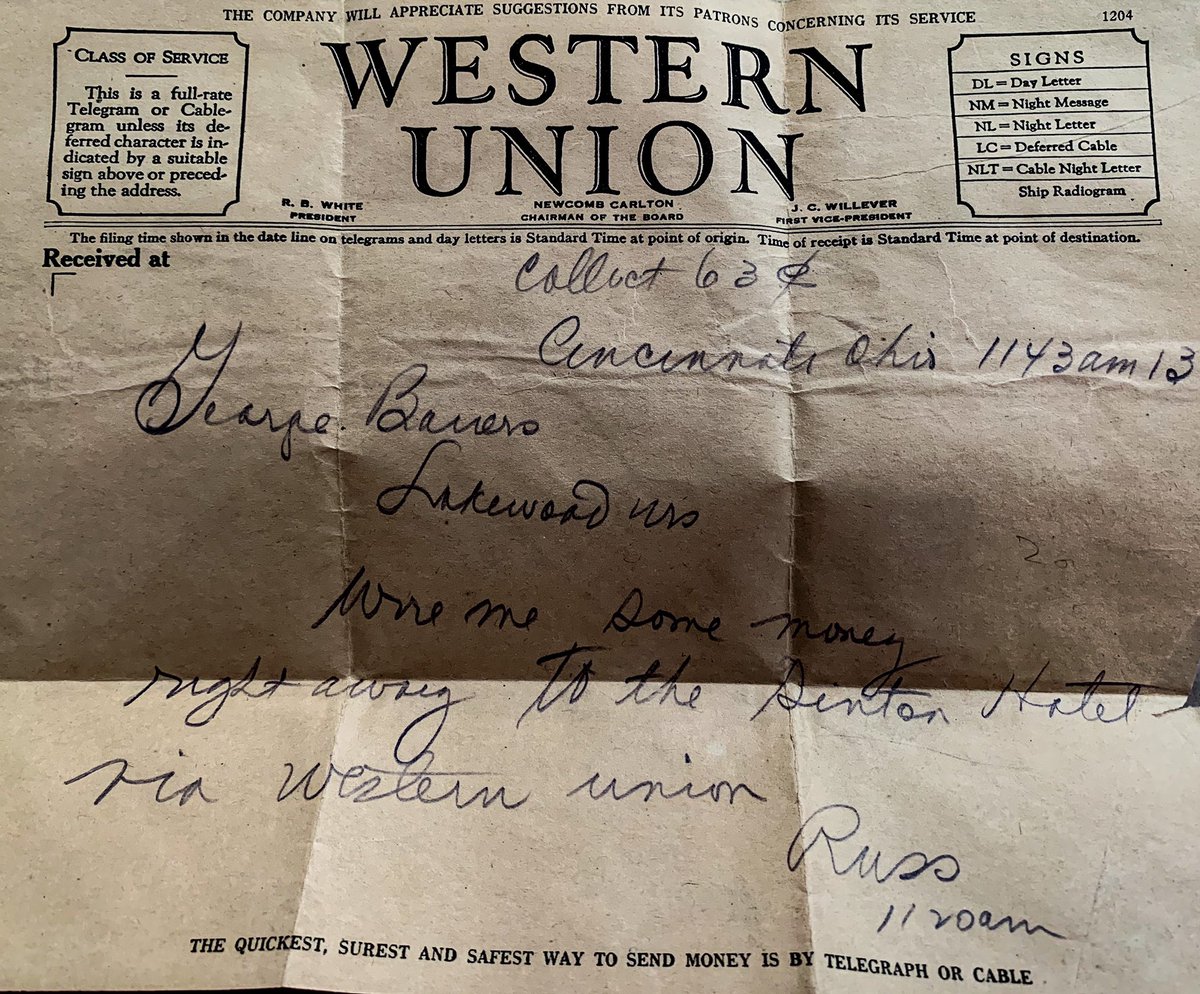 THE COMPANY WILL APPRECIATE SUGGESTIONS FROM ITS PATRONS CONCERNING ITS SERVICE
1204
CLASS OF SERVICE
This is a full-rate
Telegram or Cable-
gram unless its de-
ferred character is in-
dicated by a suitable
sign above or preced-
ing the address.
WESTERN
UNION
R. B. WHITE
PRESIDENT
NEWCOMB CARLTON
CHAIRMAN OF THE BOARD
J. C. WILLEVER
FIRST VICE-PRESIDENT
SIGNS
DL = Day Letter
NM = Night Message
NL = Night Letter
LC = Deferred Cable
NLT = Cable Night Letter
Ship Radiogram
The filing time shown in the date line on telegrams and day letters is Standard Time at point of origin. Time of receipt is Standard Time at point of destination.
Received at
Collect 63¢
Cincinnati Ohio 1143am 13
George Bauers
Lakewood Wis
Wire me some money
right away to the Sinton Hotel
via Western union
Russ
1120am
THE QUICKEST, SUREST AND SAFEST WAY TO SEND MONEY IS BY TELEGRAPH OR CABLE